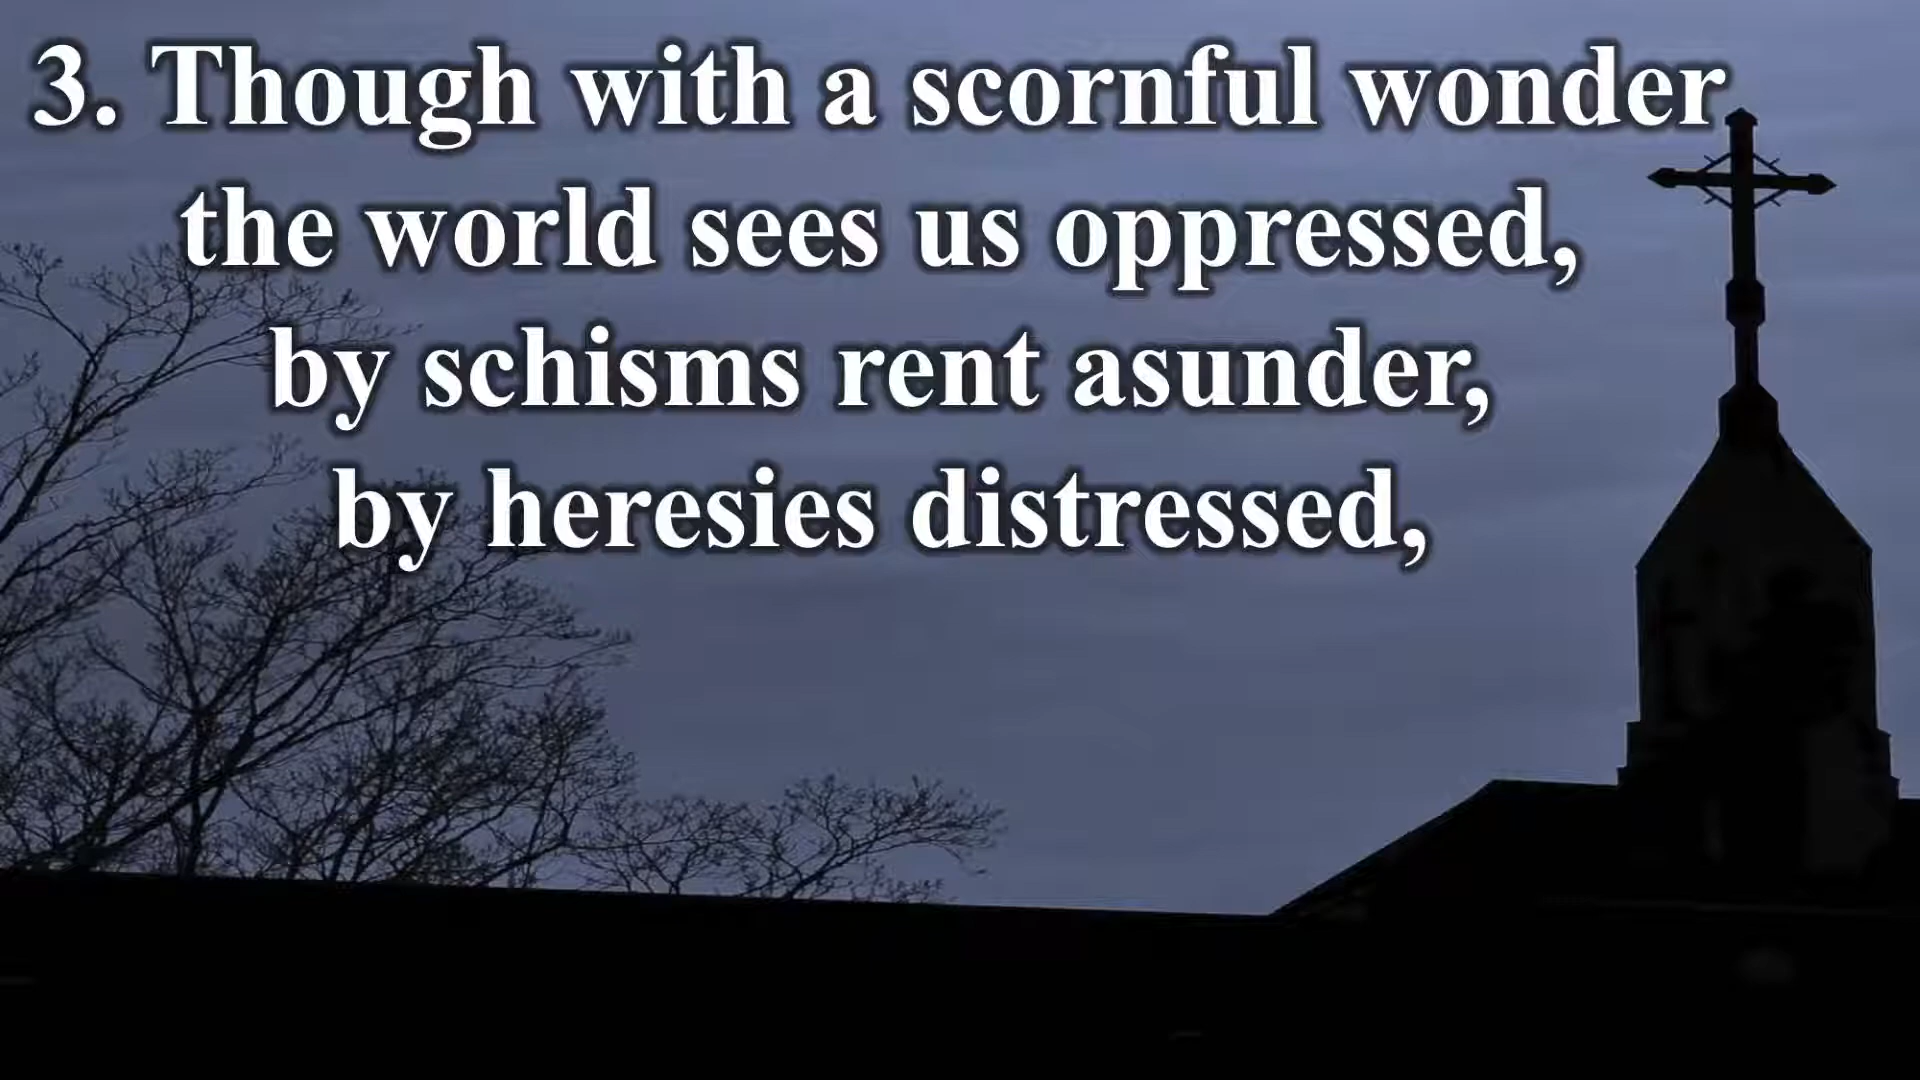 3. Though with a scornful wonder
the world sees us oppressed,
by schisms rent asunder,
by heresies distressed,